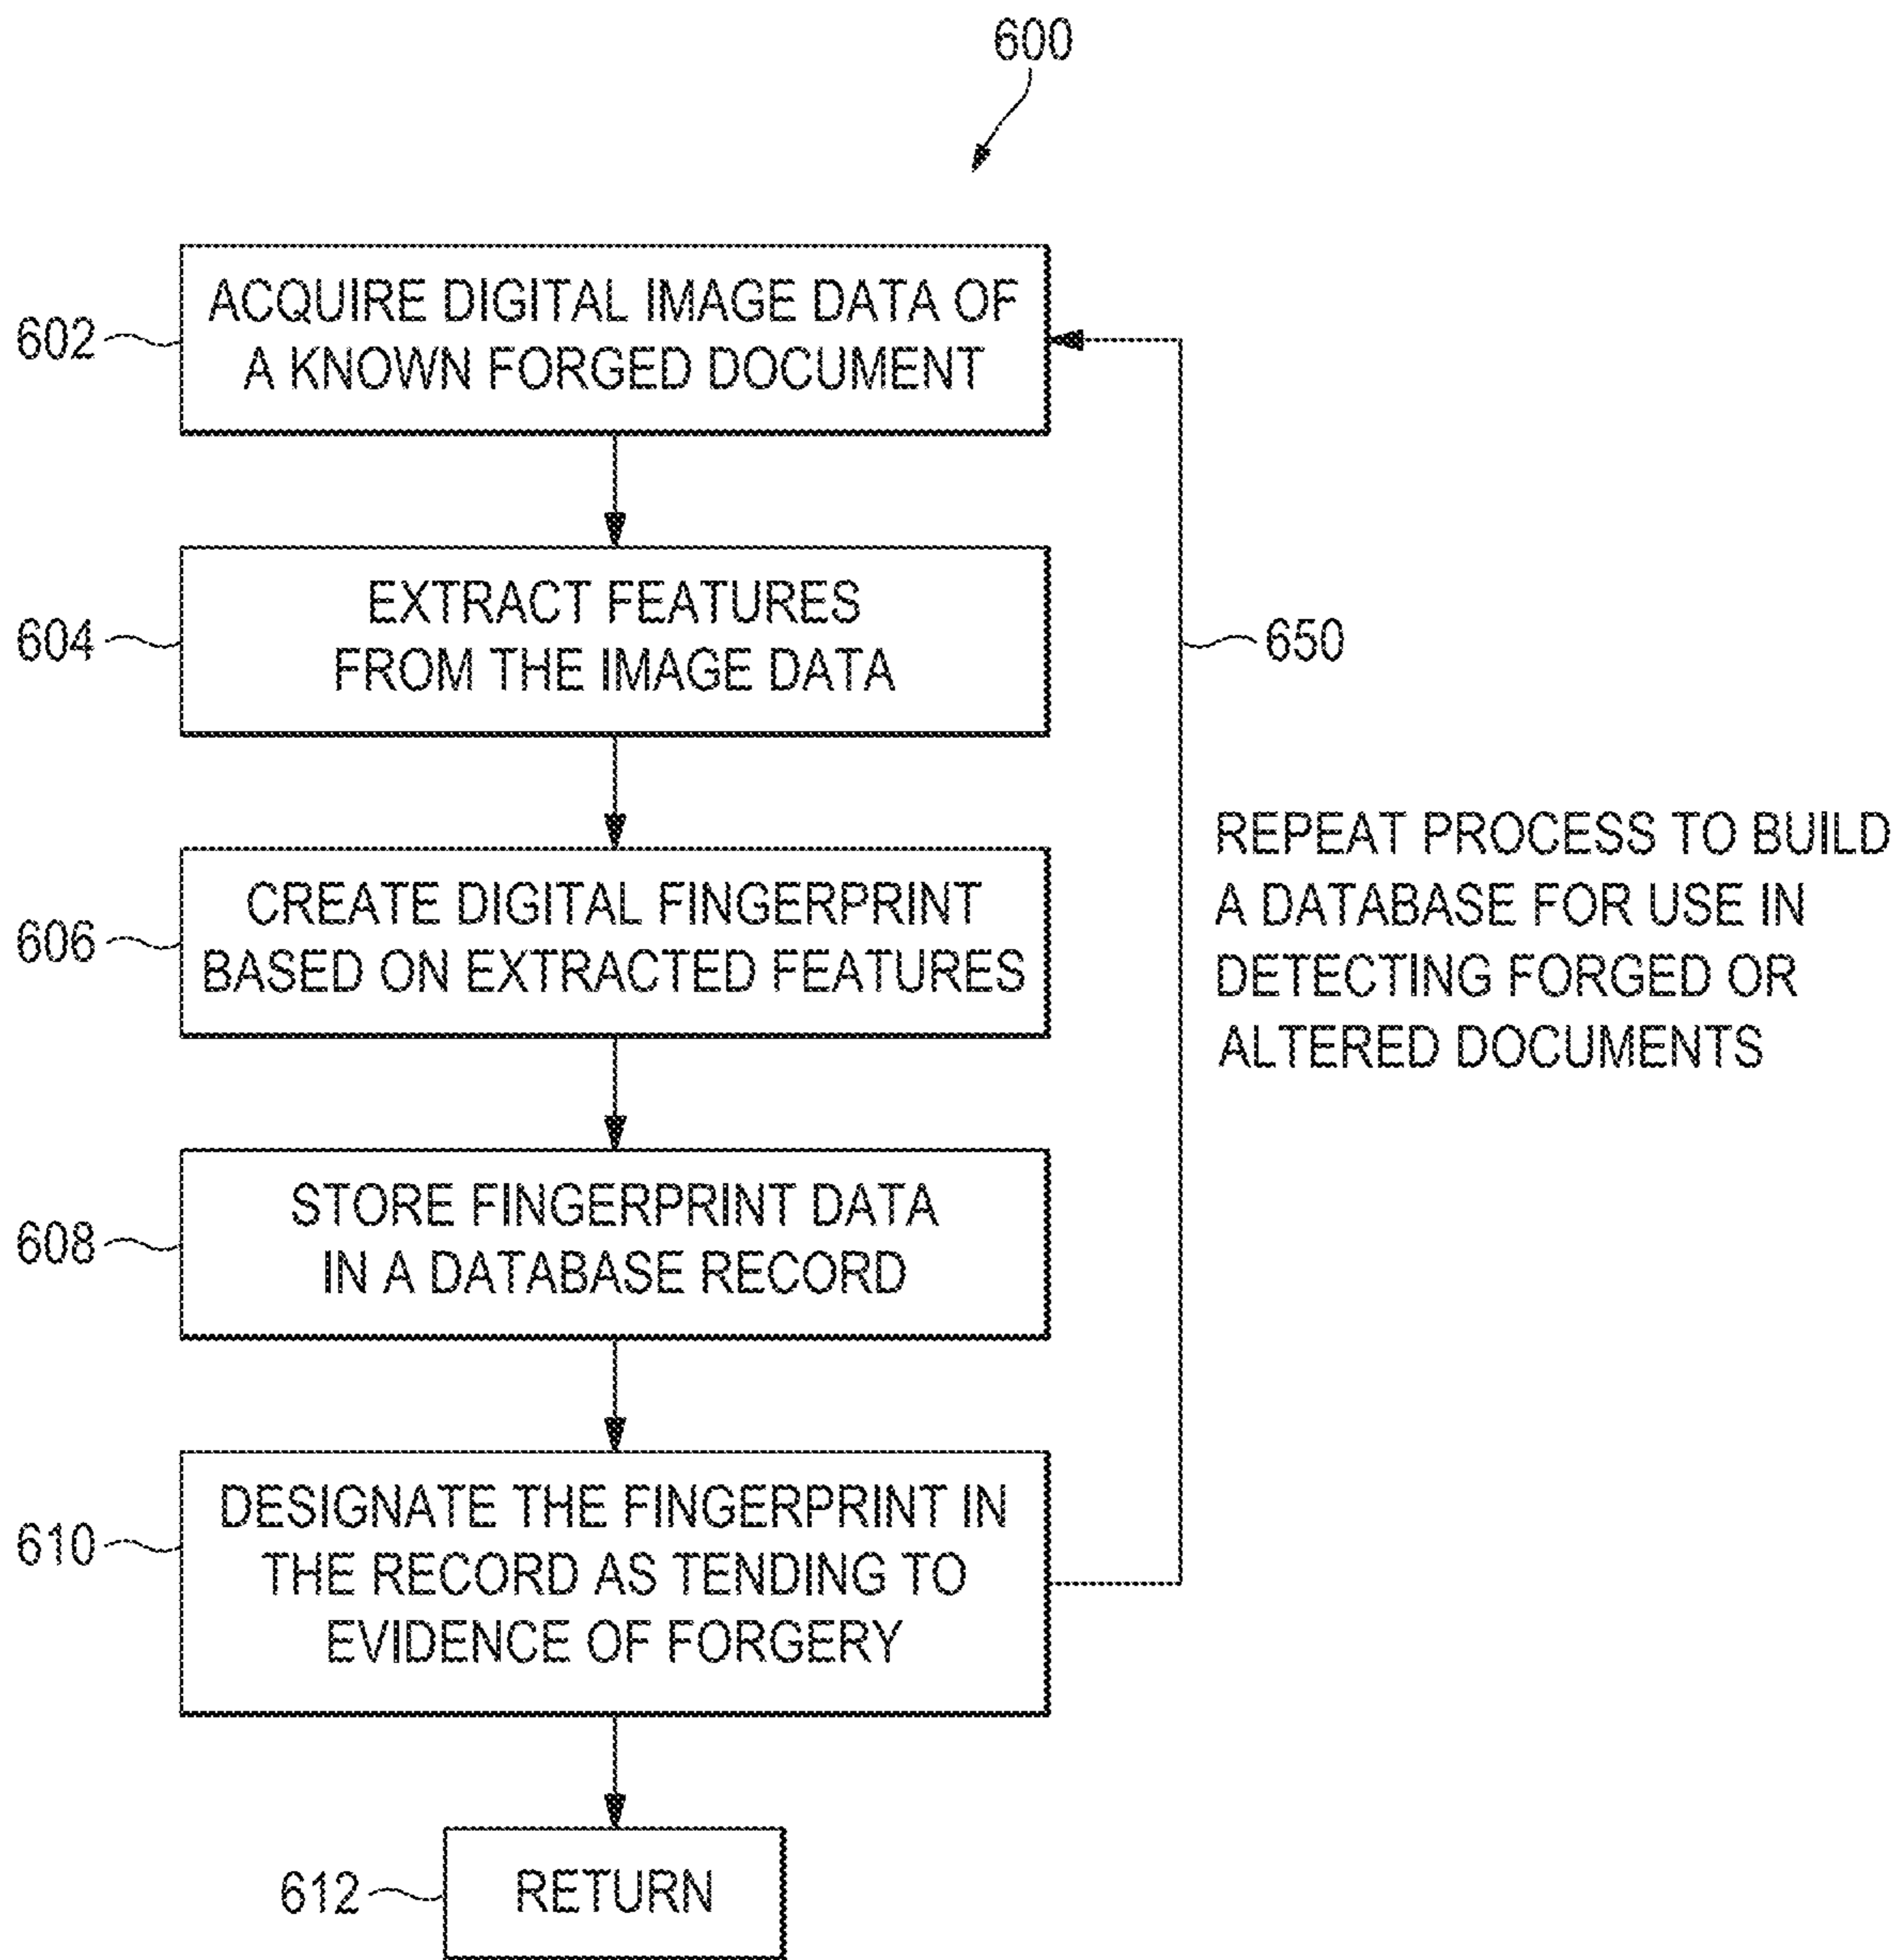 600
602
ACQUIRE DIGITAL IMAGE DATA OF
A KNOWN FORGED DOCUMENT
604
EXTRACT FEATURES
FROM THE IMAGE DATA
650
606
CREATE DIGITAL FINGERPRINT
BASED ON EXTRACTED FEATURES
REPEAT PROCESS TO BUILD
A DATABASE FOR USE IN
DETECTING FORGED OR
ALTERED DOCUMENTS
608
STORE FINGERPRINT DATA
IN A DATABASE RECORD
610
DESIGNATE THE FINGERPRINT IN
THE RECORD AS TENDING TO
EVIDENCE OF FORGERY
612
RETURN